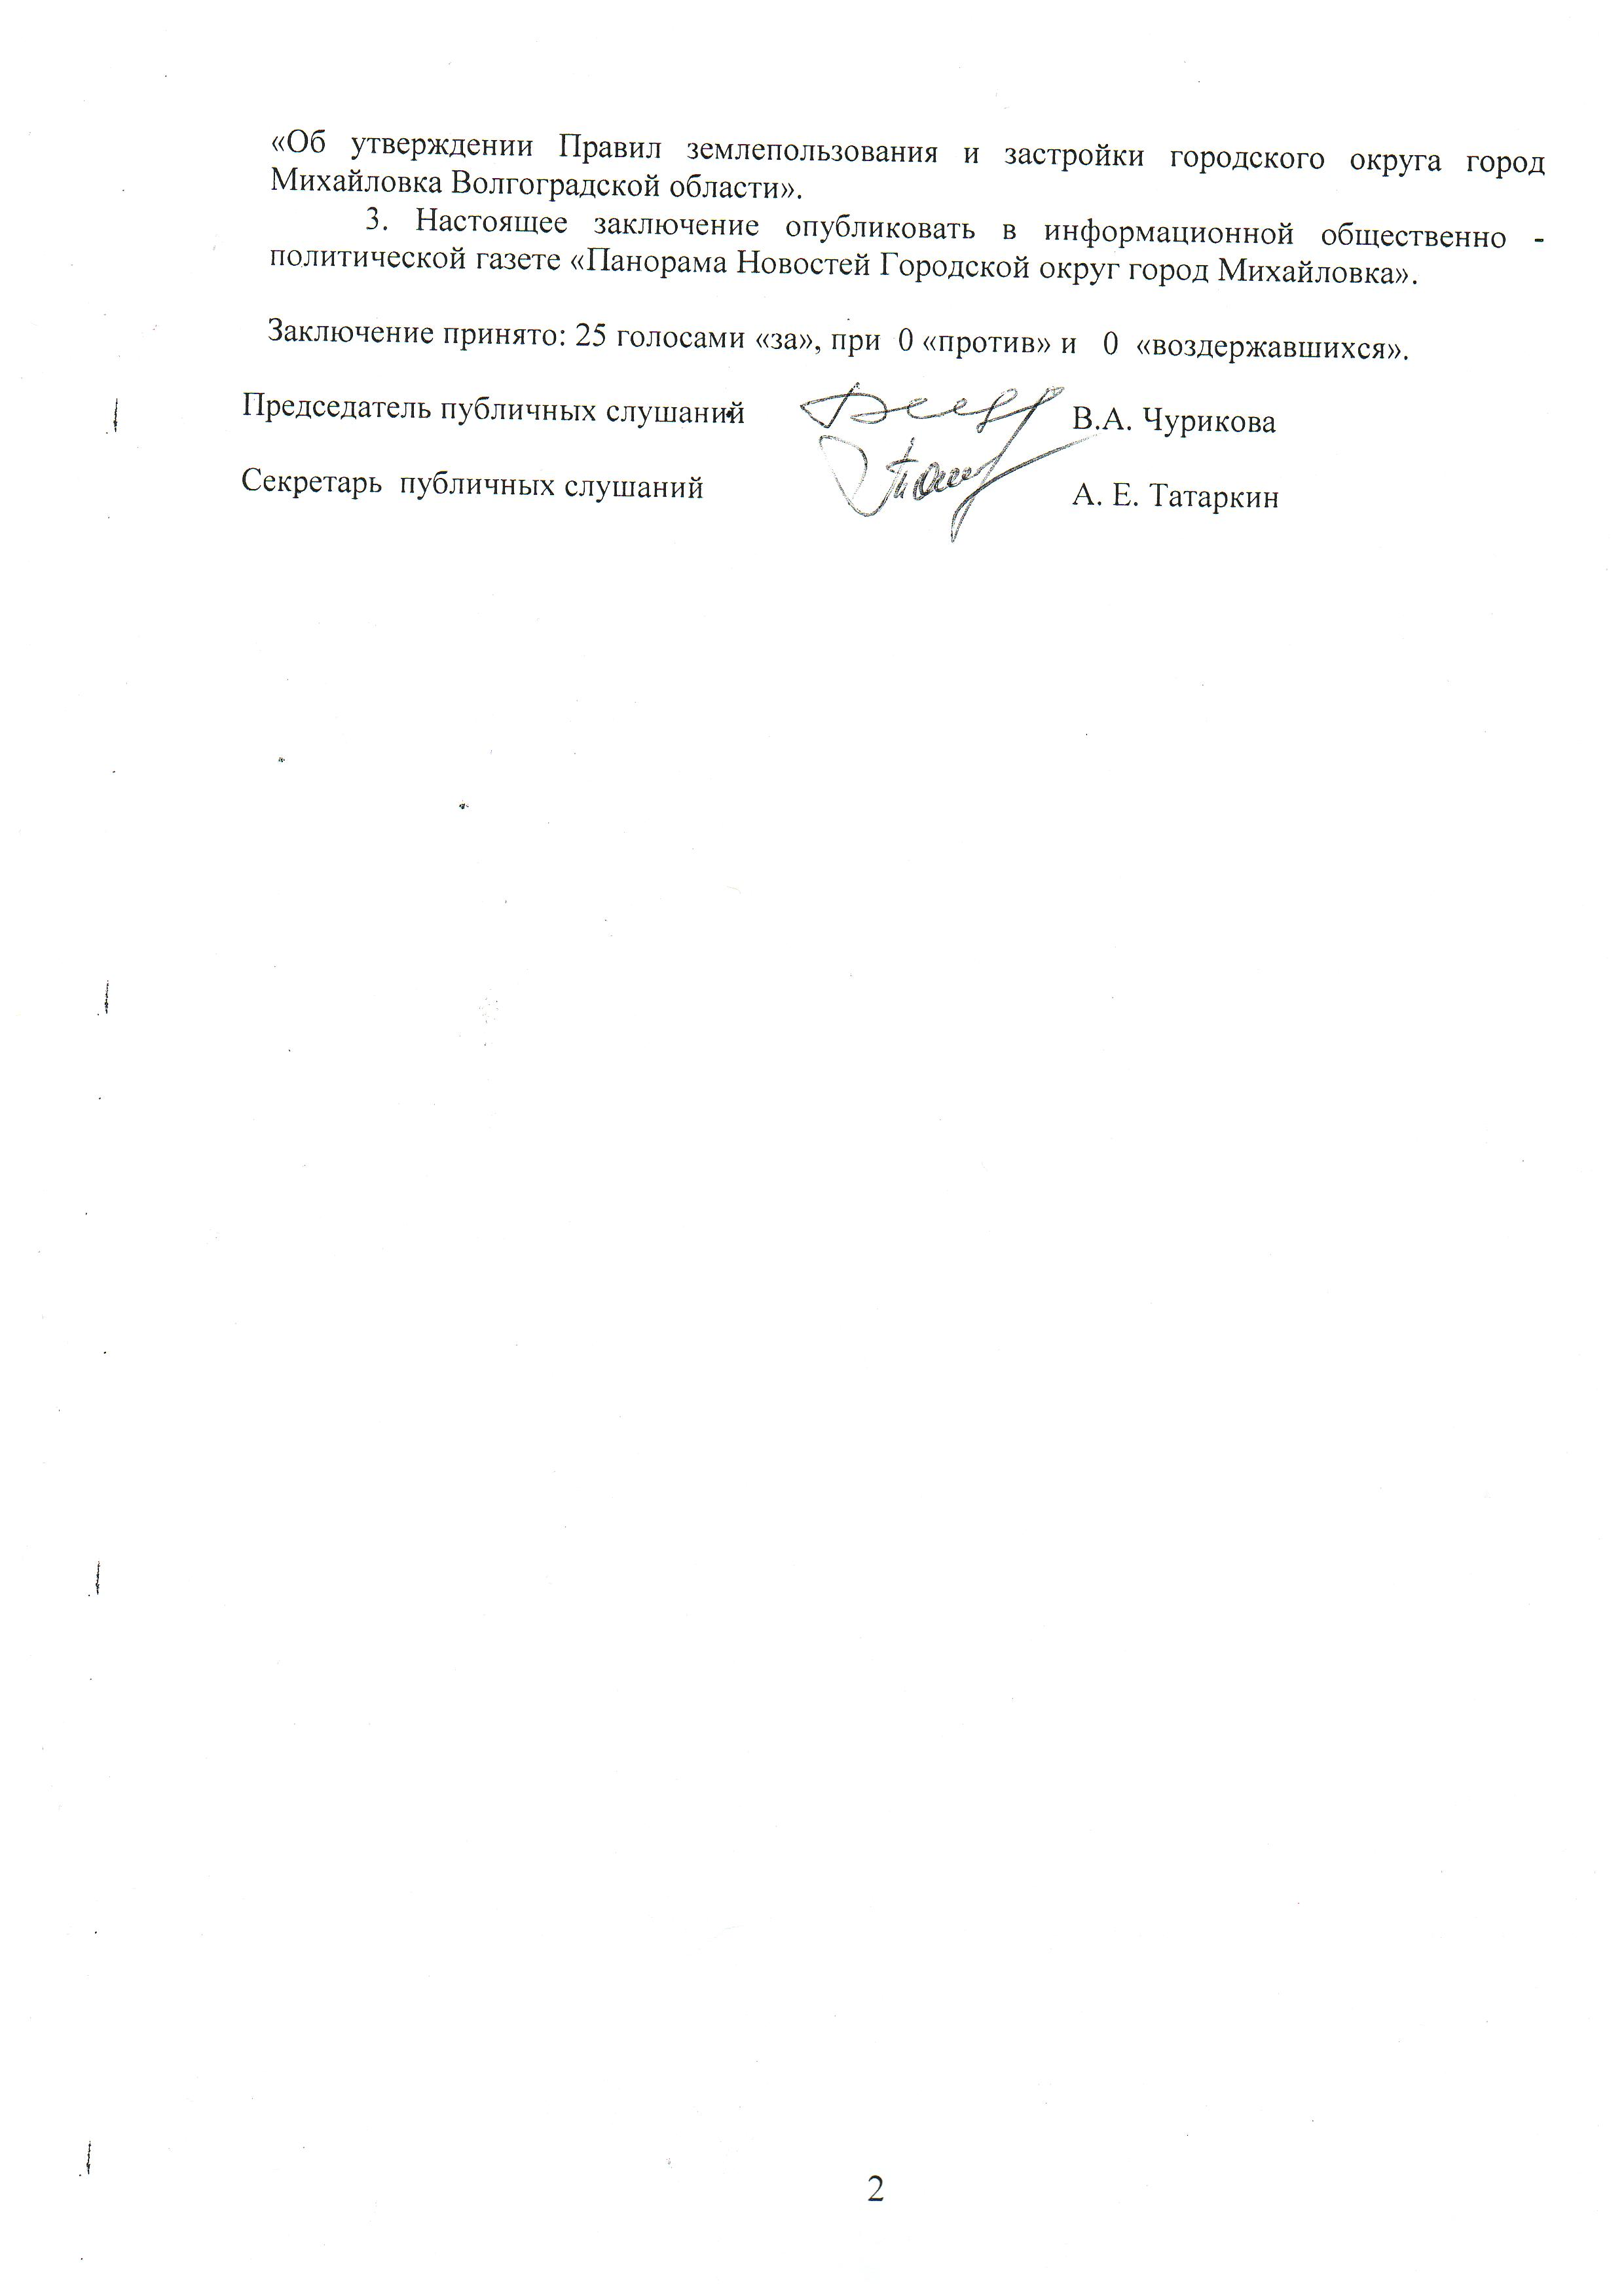 «Об утверждении Правил землепользования и застройки городского округа город
Михайловка Волгоградской области».
3. Настоящее заключение опубликовать в информационной общественно -
политической газете «Панорама Новостей Городской округ город Михайловка».
Заключение принято: 25 голосами «за», при 0 «против» и 0 «воздержавшихся».
Председатель публичных слушаний В.А. Чурикова
Секретарь публичных слушаний А. Е. Татаркин
2